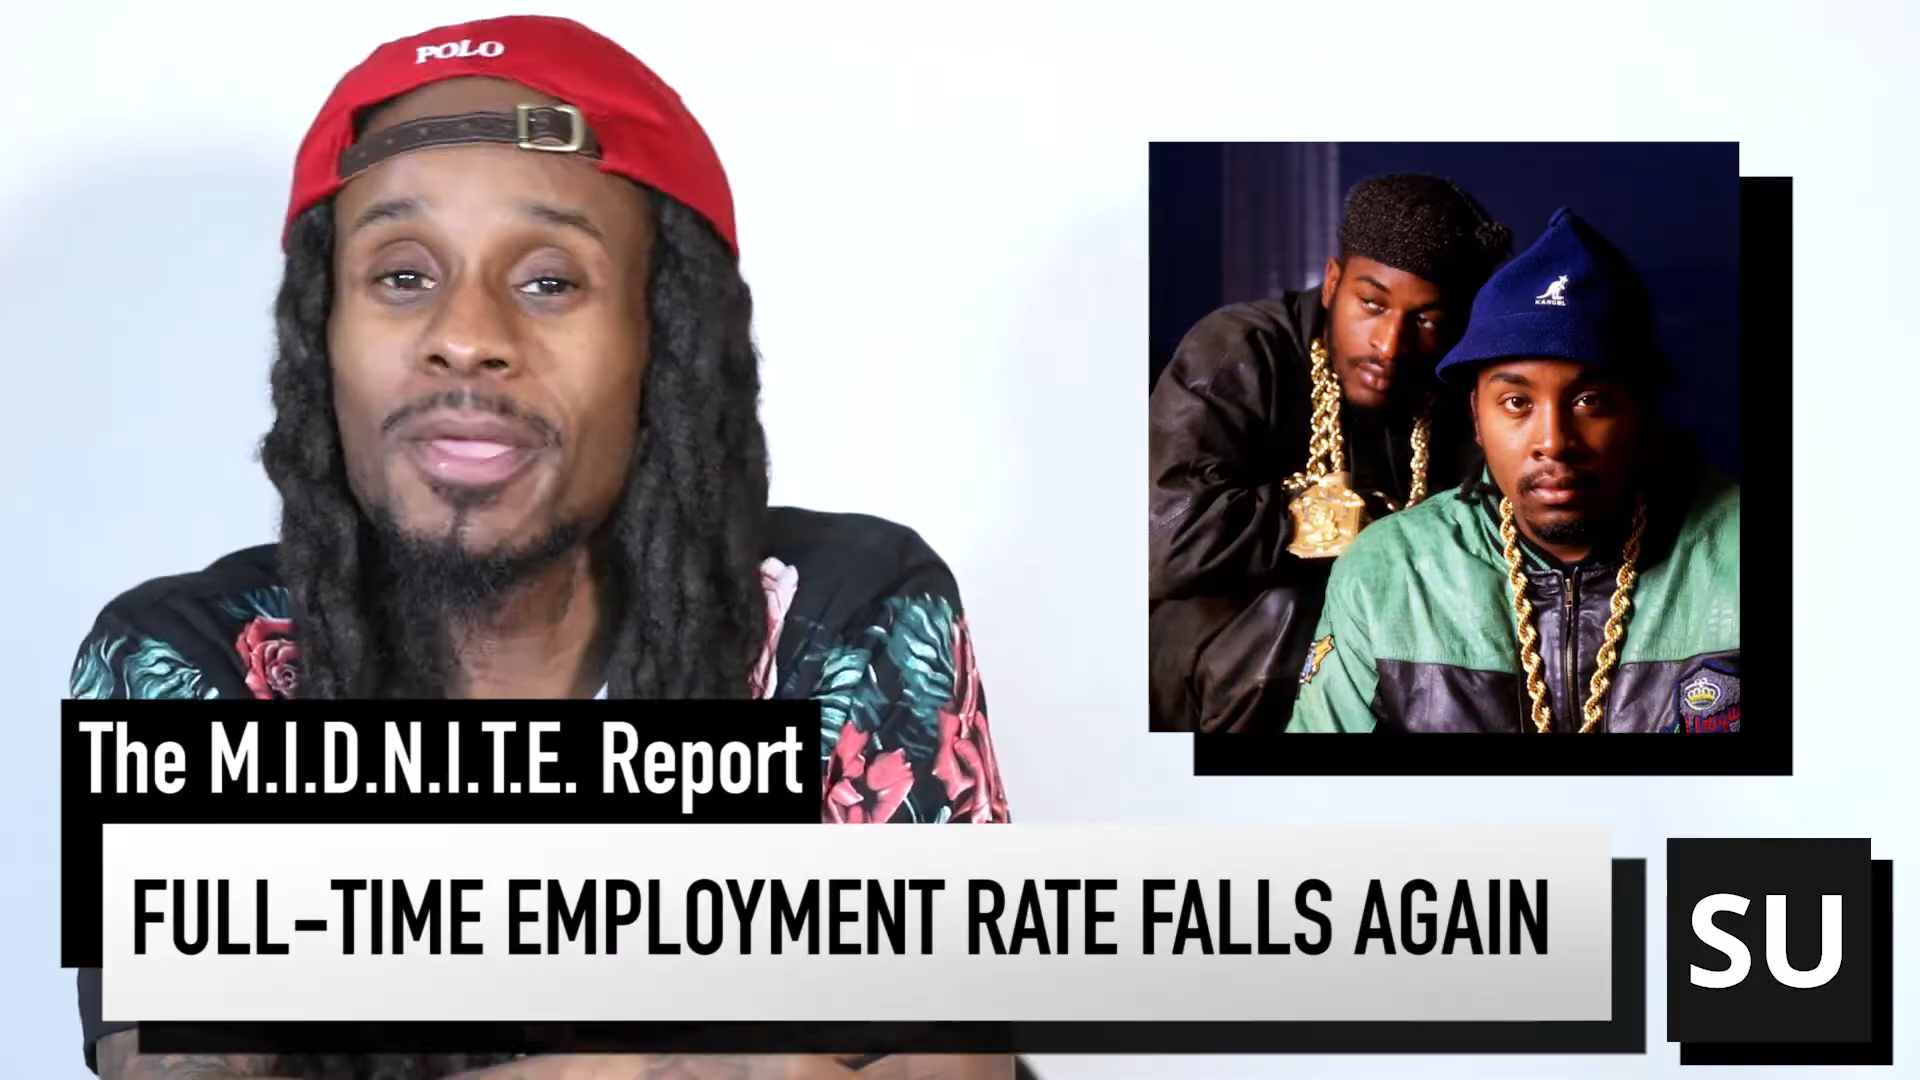 POLO
KANGOL
The M.I.D.N.I.T.E. Report
FULL-TIME EMPLOYMENT RATE FALLS AGAIN
SU